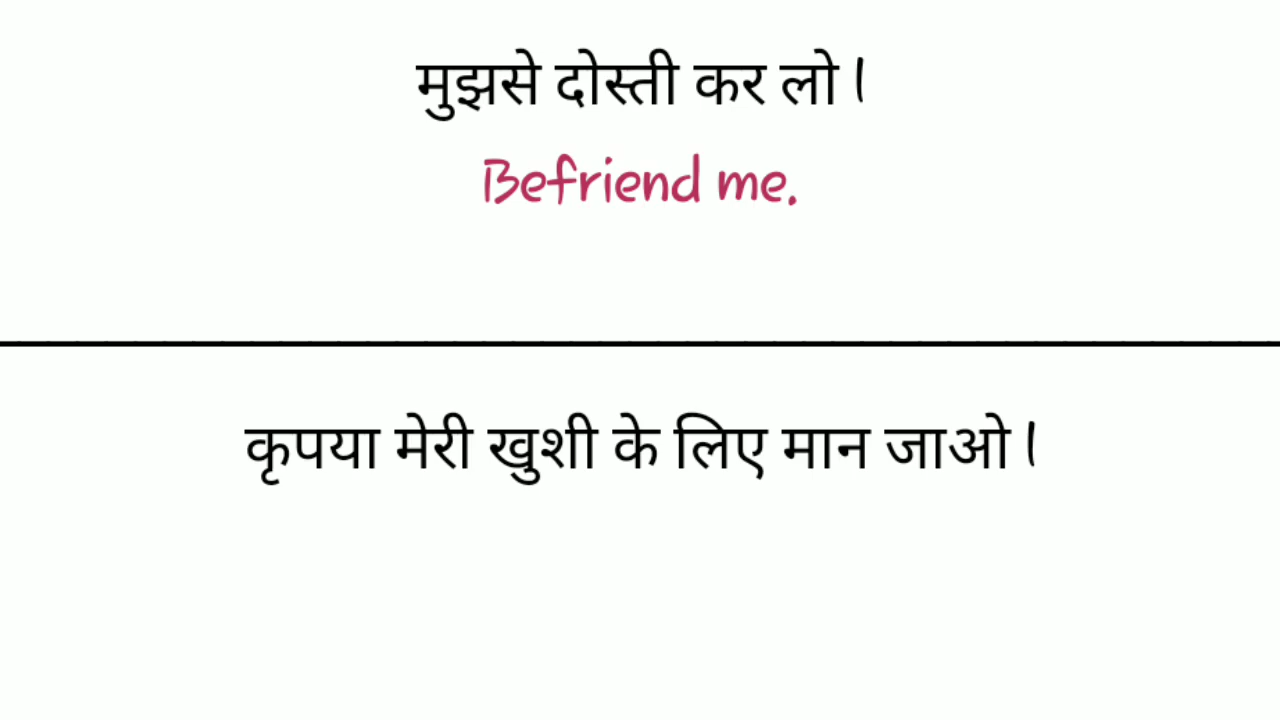 मुझसे दोस्ती कर लो।
Befriend me.
कृपया मेरी खुशी के लिए मान जाओ।